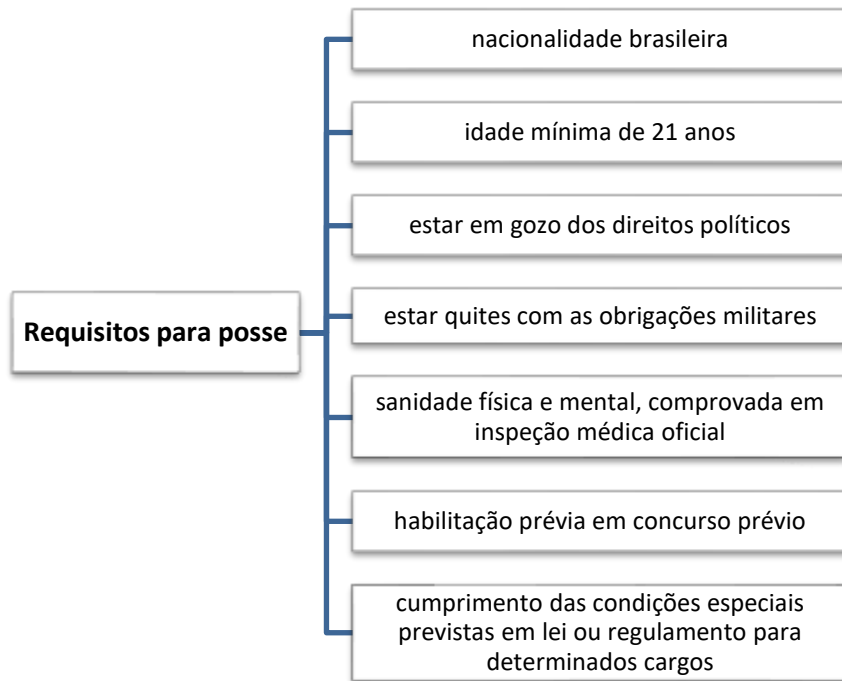 nacionalidade brasileira
idade mínima de 21 anos
estar em gozo dos direitos políticos
Requisitos para posse
estar quites com as obrigações militares
sanidade física e mental, comprovada em
inspeção médica oficial
habilitação prévia em concurso prévio
cumprimento das condições especiais
previstas em lei ou regulamento para
determinados cargos